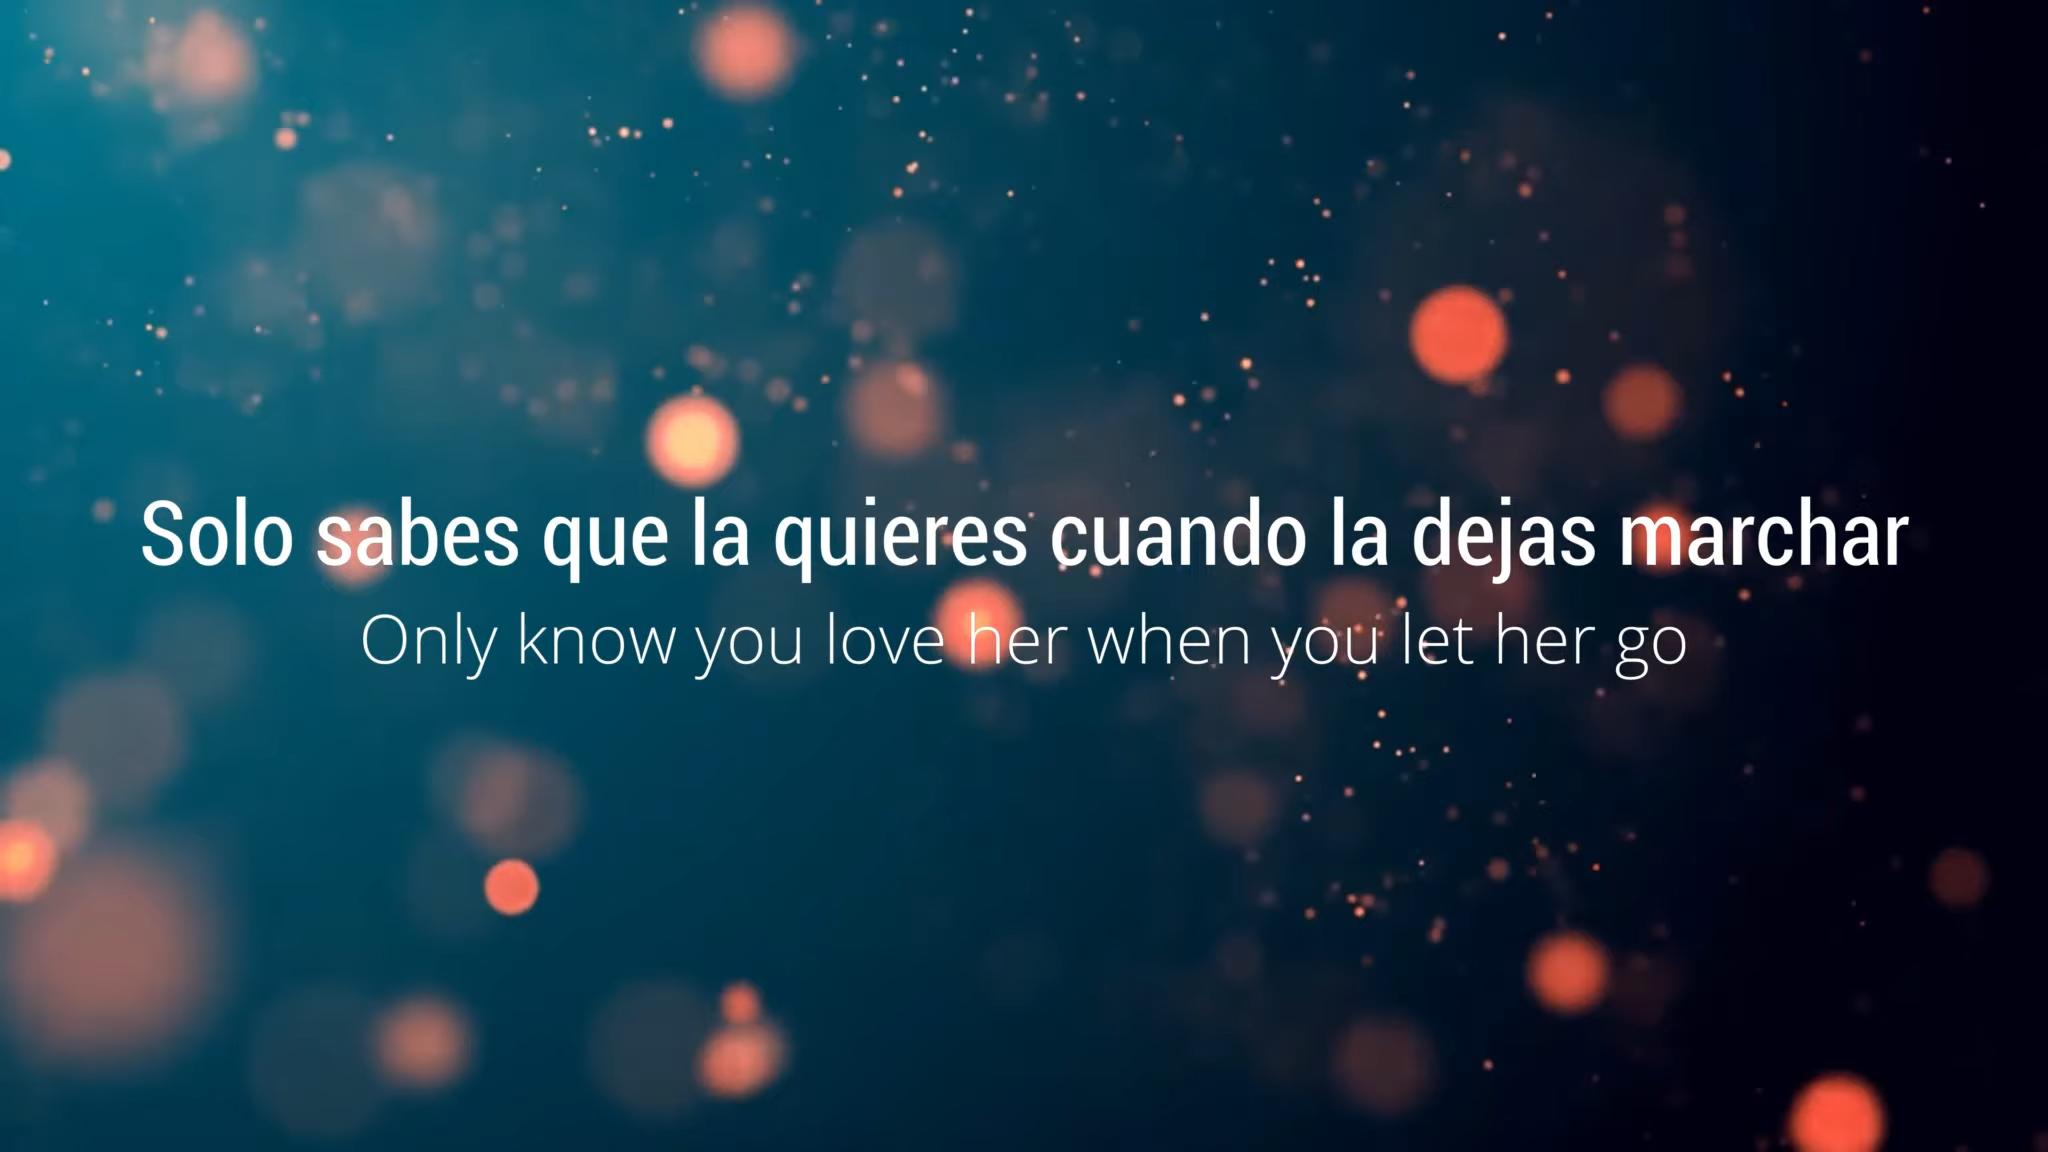 Solo sabes que la quieres cuando la dejas marchar
Only know you love her when you let her go